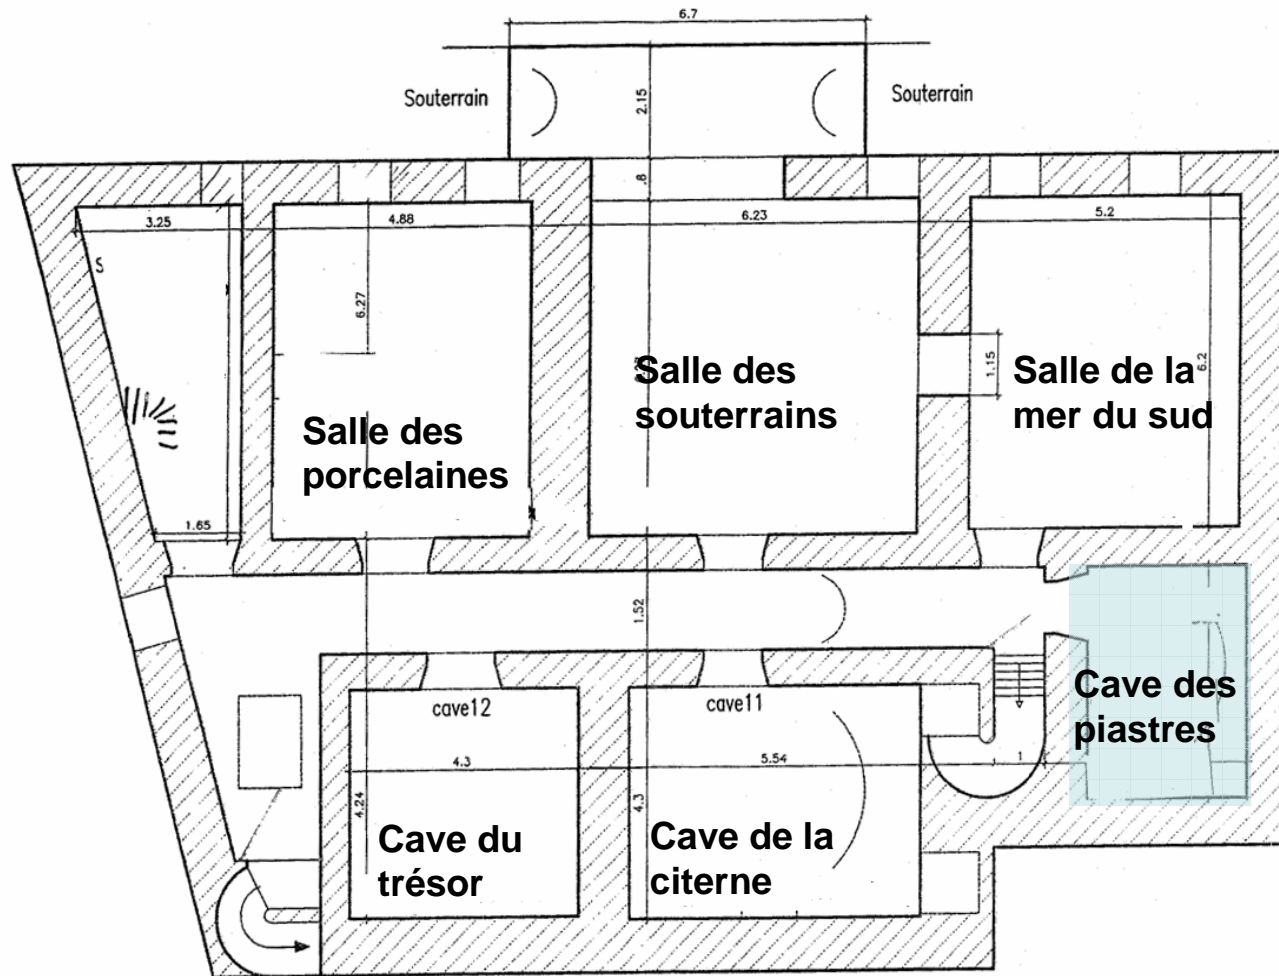 6.7
Souterrain
Souterrain
2.15
.8
3.25
4.88
6.23
5.2
S
6.27
1.15
6.2
Salle des
souterrains
Salle de la
mer du sud
Salle des
porcelaines
1.65
1.52
Cave des
piastres
cave12
cave11
4.3
5.54
1
4.24
4.3
Cave du
trésor
Cave de la
citerne